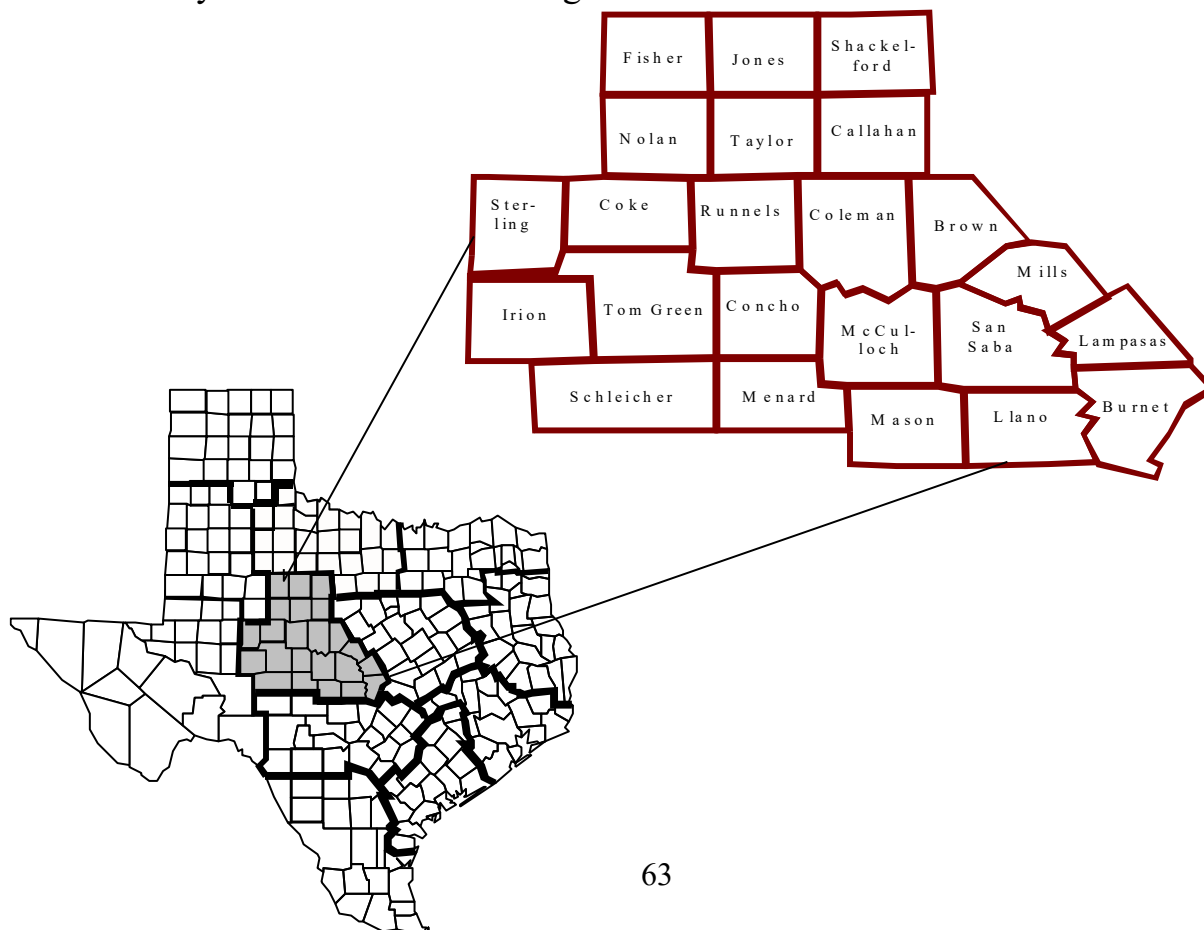 Fisher
Jones
Shackel-
ford
Nolan
Taylor
Callahan
Ster-
ling
Coke
Runnels
Coleman
Brown
Mills
Irion
Tom Green
Concho
McCul-
loch
San
Saba
Lampasas
Schleicher
Menard
Mason
Llano
Burnet
63